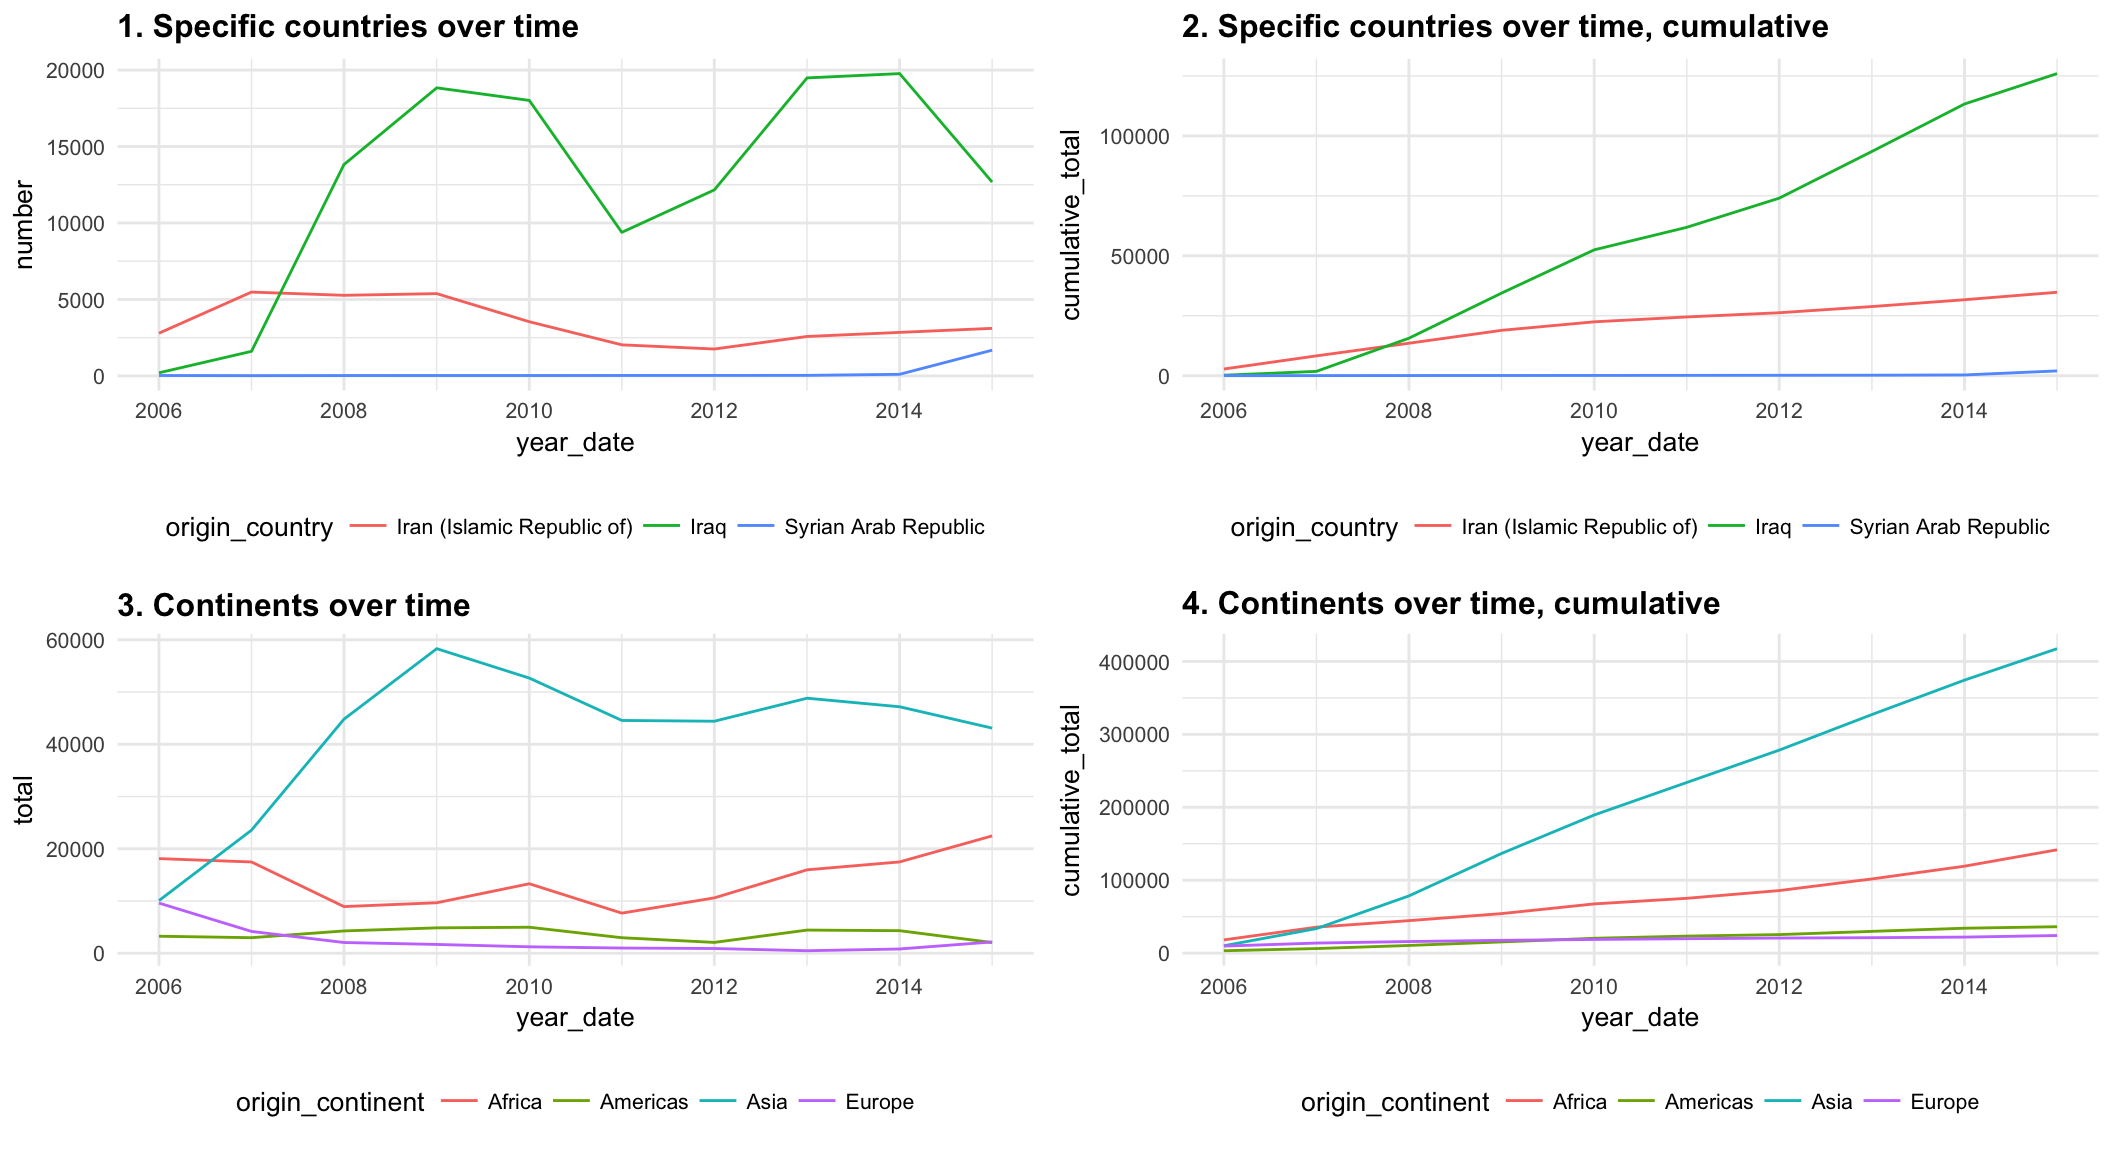 1. Specific countries over time
20000
15000
10000
5000
0
number
2006 2008 2010 2012 2014
year_date
origin_country Iran (Islamic Republic of) Iraq Syrian Arab Republic
2. Specific countries over time, cumulative
100000
50000
0
cumulative_total
2006 2008 2010 2012 2014
year_date
origin_country Iran (Islamic Republic of) Iraq Syrian Arab Republic
3. Continents over time
60000
40000
20000
0
total
2006 2008 2010 2012 2014
year_date
origin_continent Africa Americas Asia Europe
4. Continents over time, cumulative
400000
300000
200000
100000
0
cumulative_total
2006 2008 2010 2012 2014
year_date
origin_continent Africa Americas Asia Europe